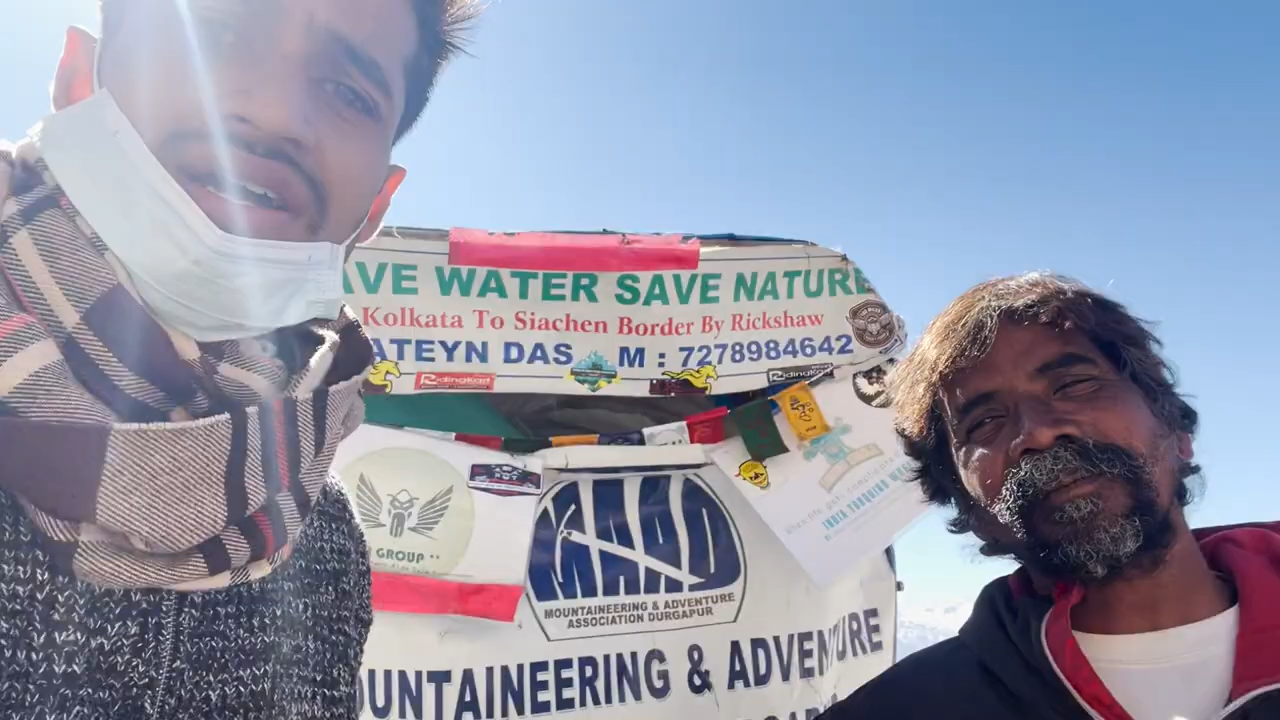 AVE WATER SAVE NATURE
Kolkata To Siachen Border By Rickshaw
ATEYN DAS M : 7278984642
RidingKart
RidingKart
GROUP
MAAD
MOUNTAINEERING & ADVENTURE
ASSOCIATION DURGAPUR
OUNTAINEERING & ADVENTURE